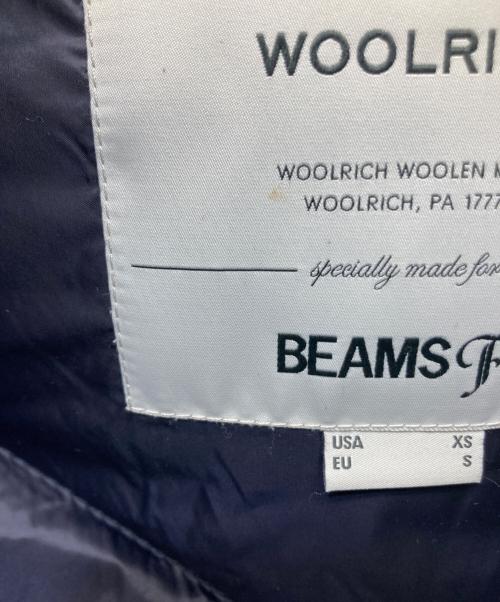 WOOLRI
WOOLRICH WOOLEN
WOOLRICH, PA 1777
specially made for
BEAMS F
USA XS
EU S